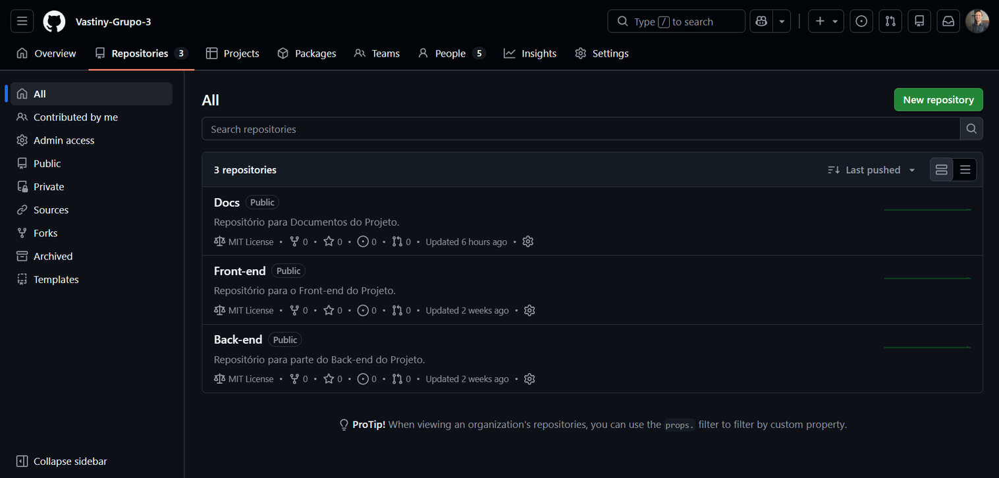 Vastiny-Grupo-3
Type / to search
Overview
Repositories 3
Projects
Packages
Teams
People 5
Insights
Settings
All
Contributed by me
Admin access
Public
Private
Sources
Forks
Archived
Templates
Collapse sidebar
All
New repository
Search repositories
3 repositories
Last pushed
Docs Public
Repositório para Documentos do Projeto.
MIT License • 0 • 0 • 0 • 0 • Updated 6 hours ago •
Front-end Public
Repositório para o Front-end do Projeto.
MIT License • 0 • 0 • 0 • 0 • Updated 2 weeks ago •
Back-end Public
Repositório para parte do Back-end do Projeto.
MIT License • 0 • 0 • 0 • 0 • Updated 2 weeks ago •
ProTip! When viewing an organization's repositories, you can use the props. filter to filter by custom property.